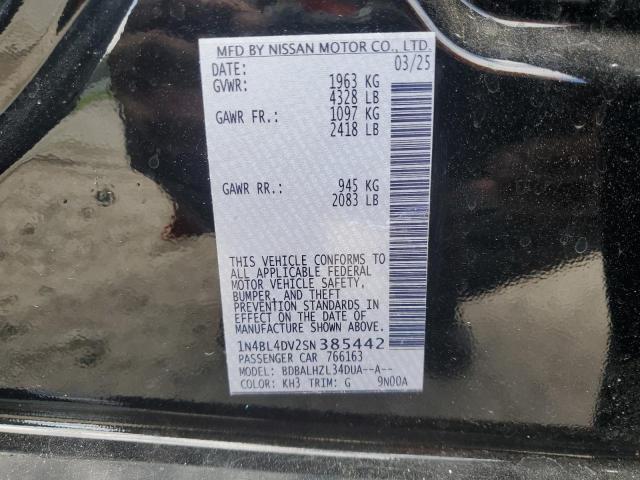 MFD BY NISSAN MOTOR CO., LTD.
DATE: 03/25
GVWR: 1963 KG
4328 LB
GAWR FR.: 1097 KG
2418 LB
GAWR RR.: 945 KG
2083 LB
THIS VEHICLE CONFORMS TO
ALL APPLICABLE FEDERAL
MOTOR VEHICLE SAFETY,
BUMPER, AND THEFT
PREVENTION STANDARDS IN
EFFECT ON THE DATE OF
MANUFACTURE SHOWN ABOVE.
1N4BL4DV2SN385442
PASSENGER CAR 766163
MODEL: BDBALHZL34DUA--A--
COLOR: KH3 TRIM: G 9N00A